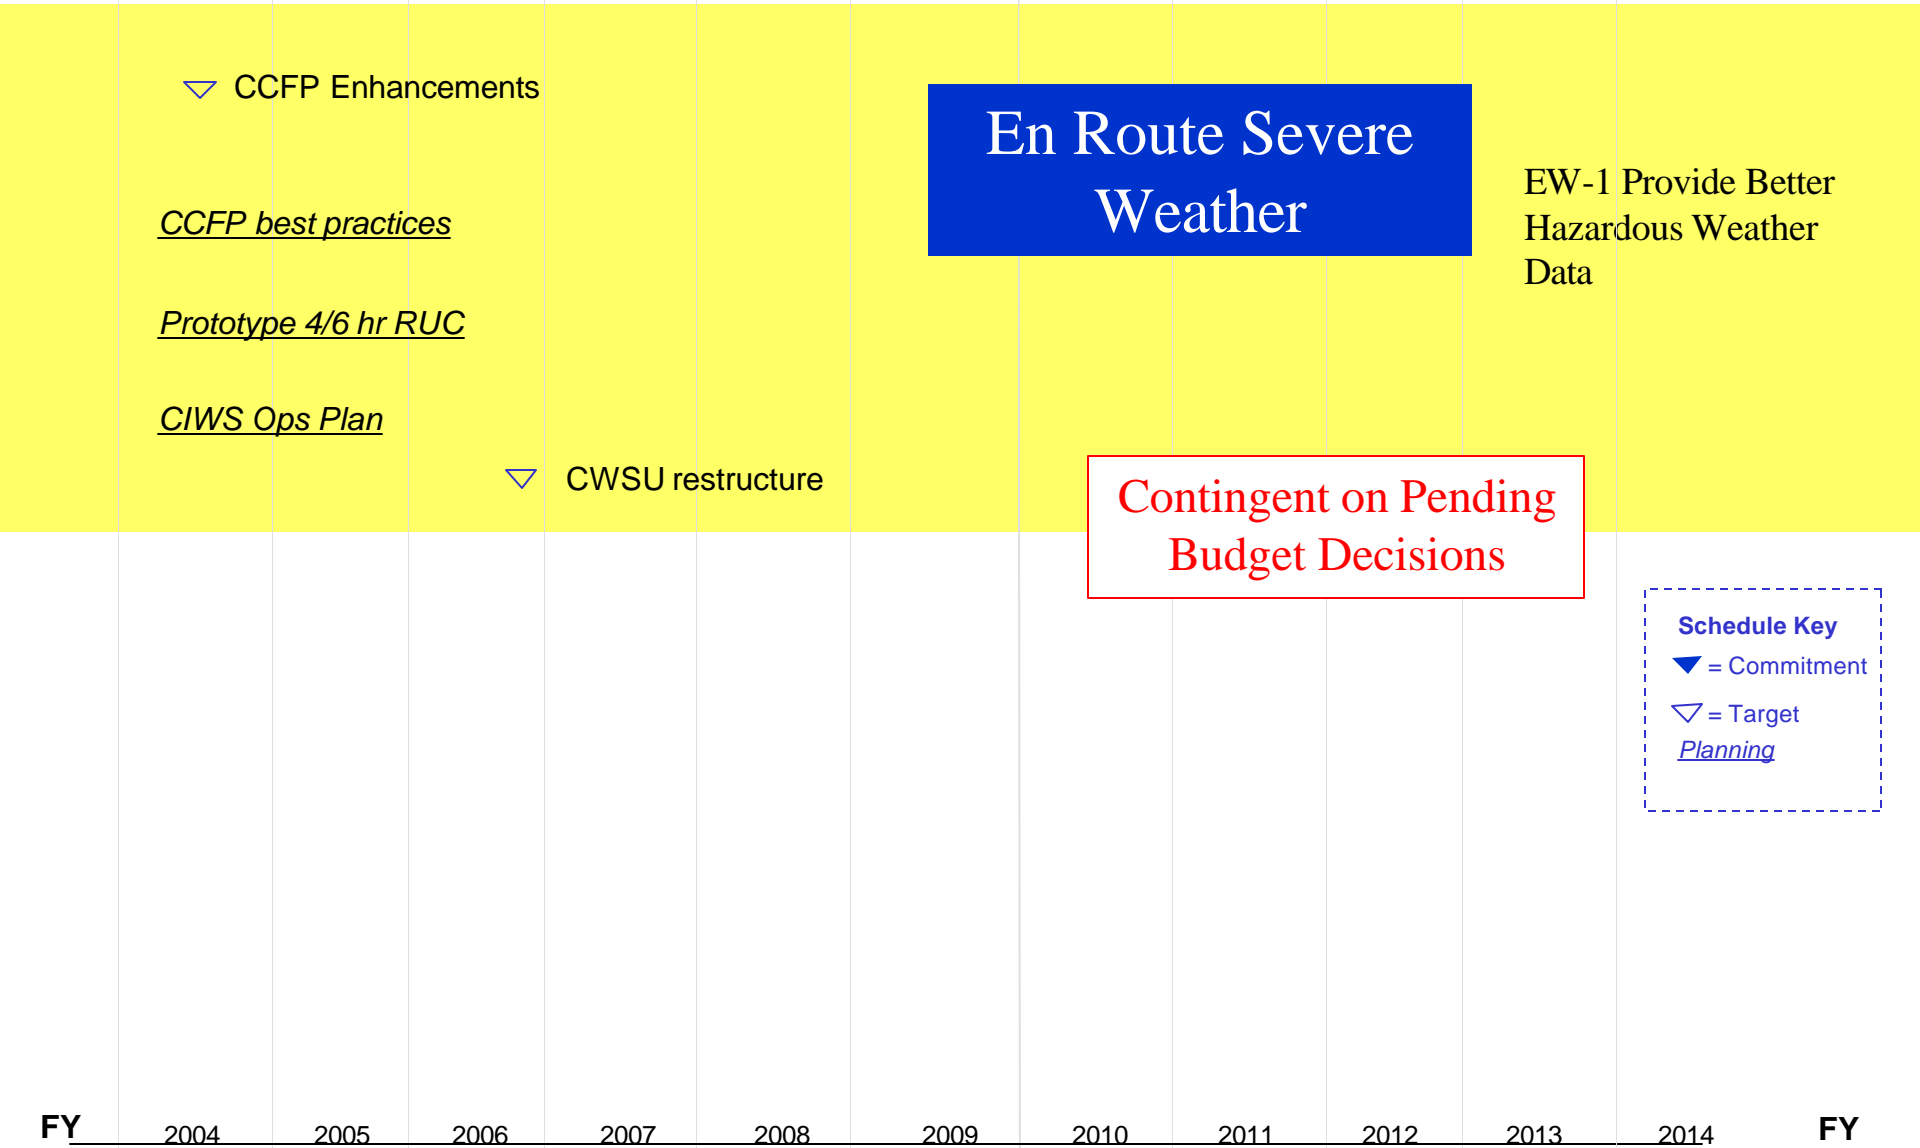 CCFP Enhancements
En Route Severe
Weather
EW-1 Provide Better
Hazardous Weather
Data
CCFP best practices
Prototype 4/6 hr RUC
CIWS Ops Plan
CWSU restructure
Contingent on Pending
Budget Decisions
Schedule Key
= Commitment
= Target
Planning
FY 2004 2005 2006 2007 2008 2009 2010 2011 2012 2013 2014 FY